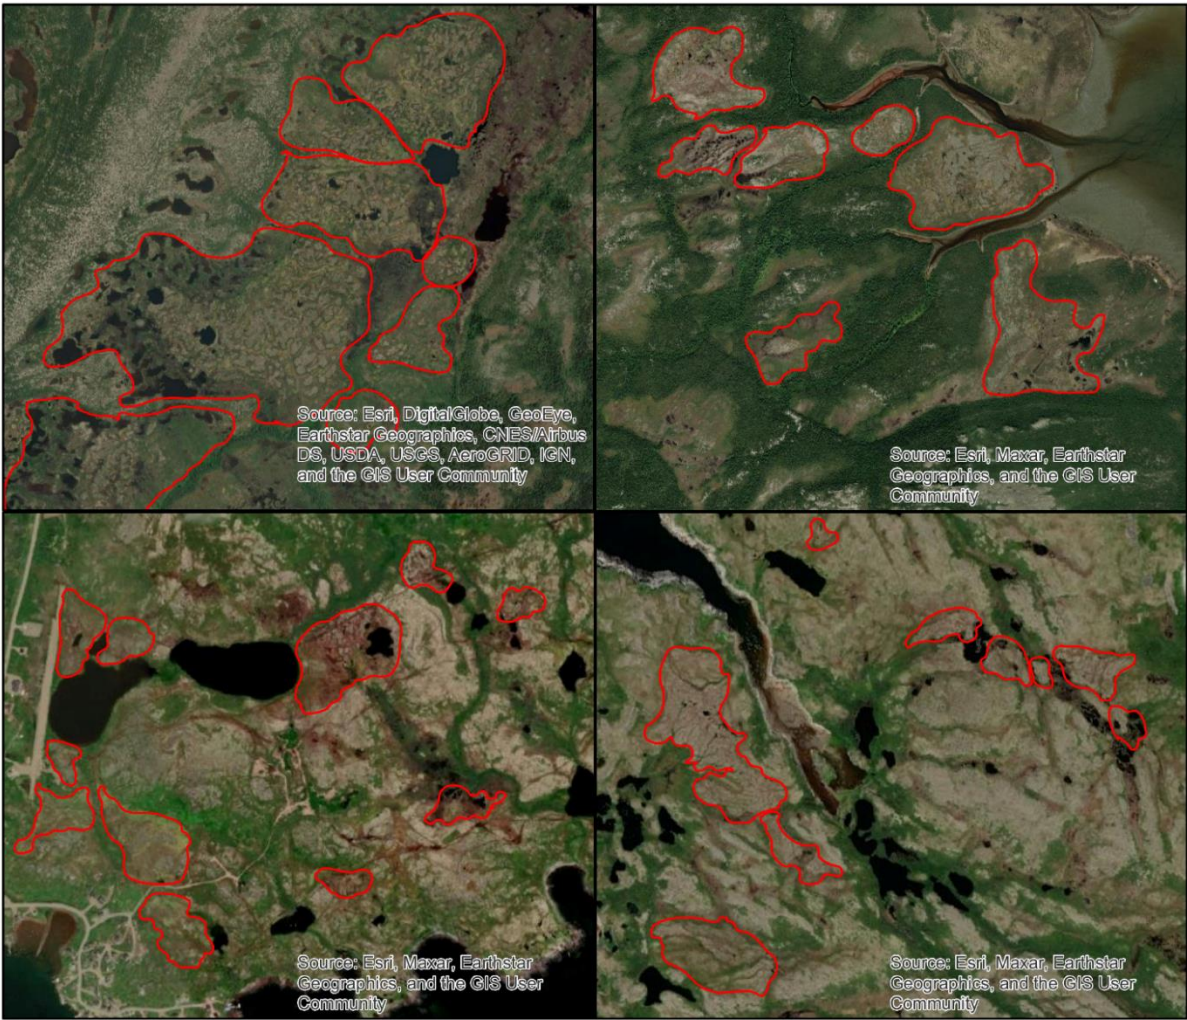 Source: Esri, DigitalGlobe, GeoEye,
Earthstar Geographics, CNES/Airbus
DS, USDA, USGS, AeroGRID, IGN,
and the GIS User Community
Source: Esri, Maxar, Earthstar
Geographics, and the GIS User
Community
Source: Esri, Maxar, Earthstar
Geographics, and the GIS User
Community
Source: Esri, Maxar, Earthstar
Geographics, and the GIS User
Community